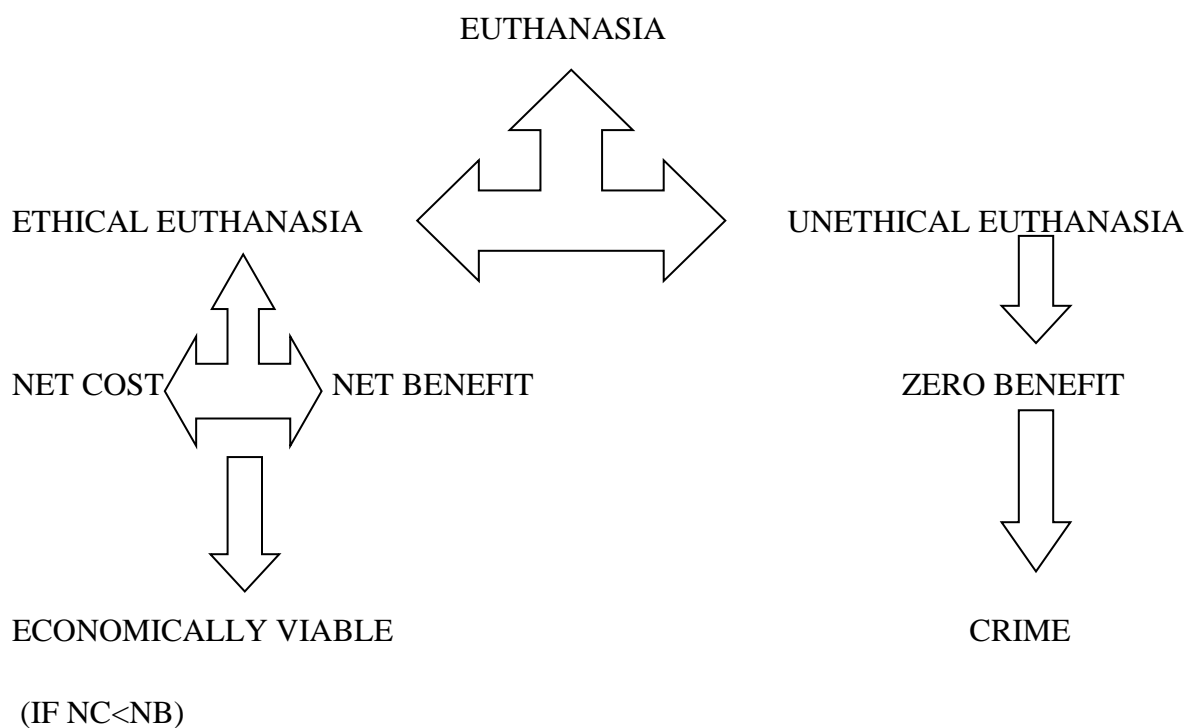 EUTHANASIA
ETHICAL EUTHANASIA
UNETHICAL EUTHANASIA
NET COST
NET BENEFIT
ZERO BENEFIT
ECONOMICALLY VIABLE
CRIME
(IF NC<NB)